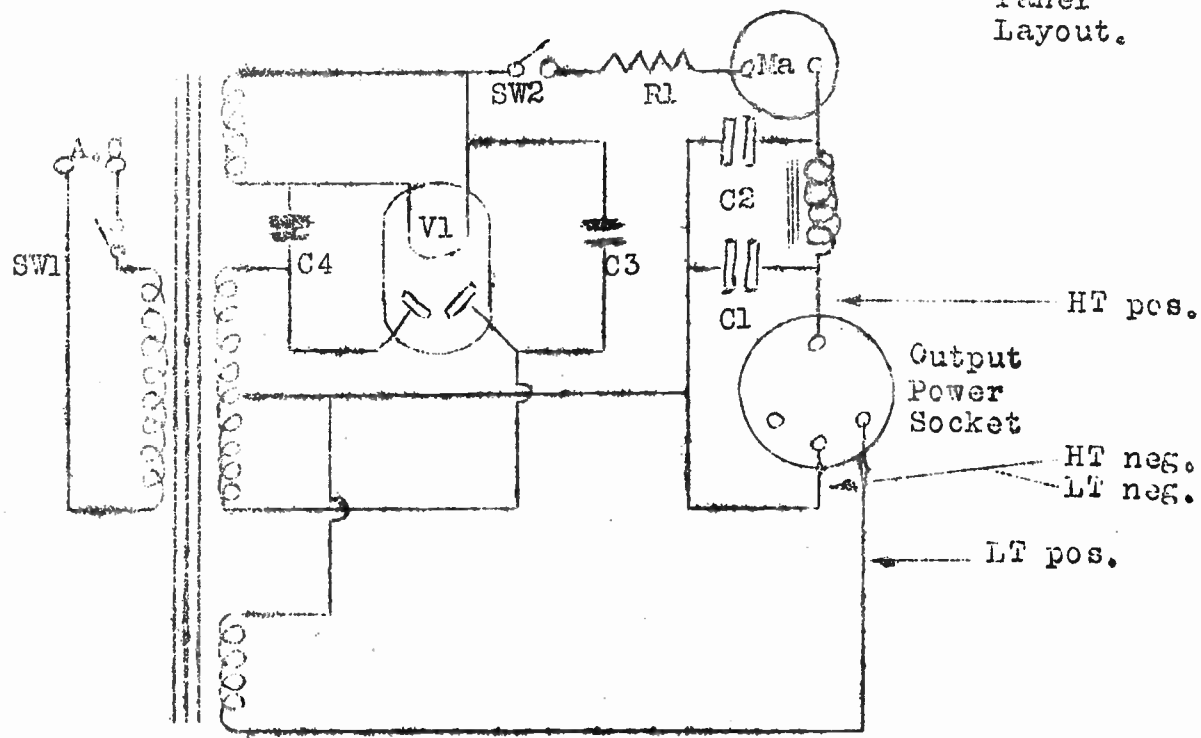 Layout.
Ma
SW2
R1
A.C
C2
V1
SW1
C4
C3
C1
HT pos.
Output
Power
Socket
HT neg.
LT neg.
LT pos.